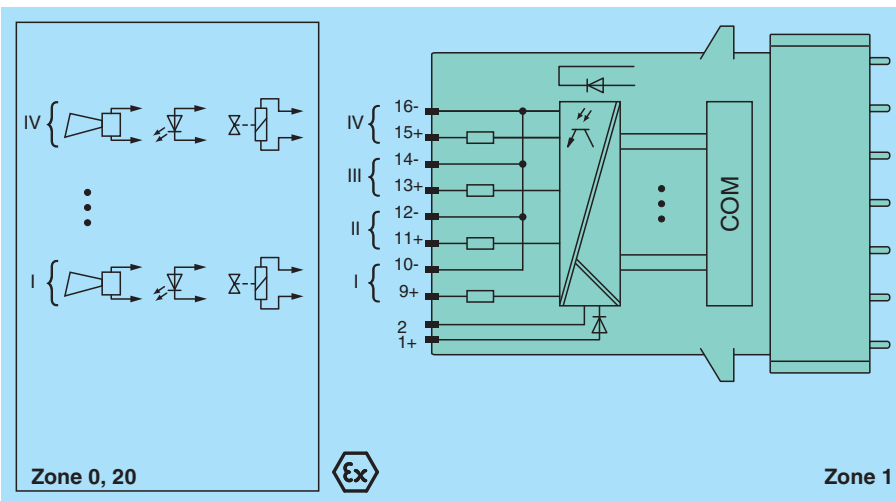 IV
I
16-
IV
15+
14-
III
13+
12-
II
11+
10-
I
9+
2
1+
COM
Zone 0, 20
Ex
Zone 1